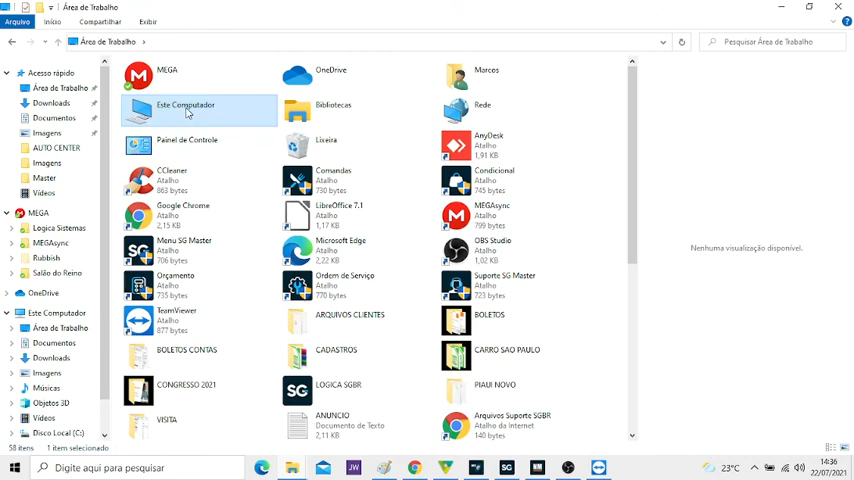 Área de Trabalho
Arquivo
Início
Compartilhar
Exibir
Área de Trabalho
Pesquisar Área de Trabalho
Acesso rápido
Área de Trabalho
Downloads
Documentos
Imagens
AUTO CENTER
Imagens
Master
Vídeos
MEGA
Logica Sistemas
MEGAsync
Rubbish
Salão do Reino
OneDrive
Este Computador
Área de Trabalho
Documentos
Downloads
Imagens
Músicas
Objetos 3D
Vídeos
Disco Local (C:)
MEGA
OneDrive
Marcos
Este Computador
Bibliotecas
Rede
Painel de Controle
Lixeira
AnyDesk
Atalho
1,91 KB
CCleaner
Atalho
863 bytes
Comandas
Atalho
730 bytes
Condicional
Atalho
745 bytes
Google Chrome
Atalho
2,15 KB
LibreOffice 7.1
Atalho
1,17 KB
MEGAsync
Atalho
799 bytes
Menu SG Master
Atalho
706 bytes
Microsoft Edge
Atalho
2,22 KB
OBS Studio
Atalho
1,02 KB
Orçamento
Atalho
735 bytes
Ordem de Serviço
Atalho
770 bytes
Suporte SG Master
Atalho
723 bytes
TeamViewer
Atalho
877 bytes
ARQUIVOS CLIENTES
BOLETOS
BOLETOS CONTAS
CADASTROS
CARRO SAO PAULO
CONGRESSO 2021
LOGICA SGBR
PIAUI NOVO
VISITA
ANUNCIO
Documento de Texto
2,11 KB
Arquivos Suporte SGBR
Atalho da Internet
140 bytes
Nenhuma visualização disponível.
58 itens
1 item selecionado
Digite aqui para pesquisar
JW
SG
23°C
14:36
22/07/2021